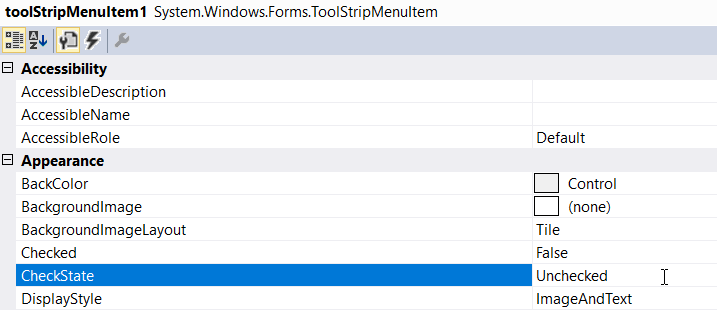 toolStripMenuItem1 System.Windows.Forms.ToolStripMenuItem
Accessibility
AccessibleDescription
AccessibleName
AccessibleRole Default
Appearance
BackColor Control
BackgroundImage (none)
BackgroundImageLayout Tile
Checked False
CheckState Unchecked
DisplayStyle ImageAndText